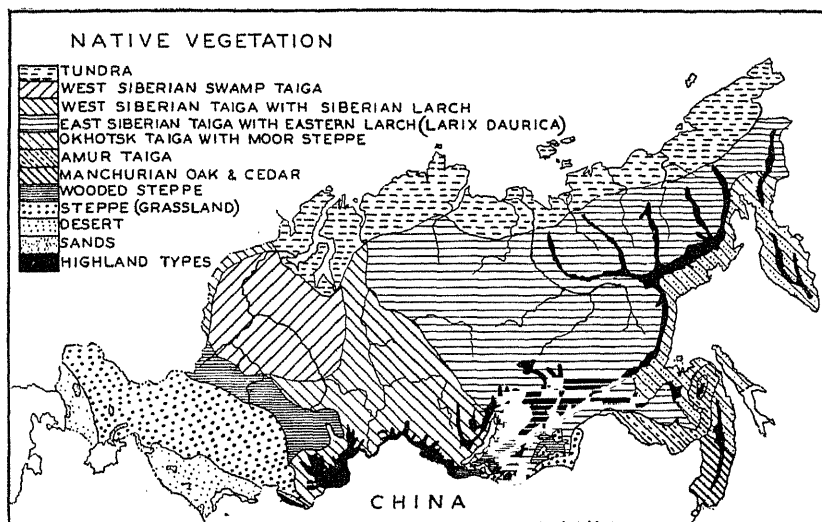 NATIVE VEGETATION
TUNDRA
WEST SIBERIAN SWAMP TAIGA
WEST SIBERIAN TAIGA WITH SIBERIAN LARCH
EAST SIBERIAN TAIGA WITH EASTERN LARCH (LARIX DAURICA)
OKHOTSK TAIGA WITH MOOR STEPPE
AMUR TAIGA
MANCHURIAN OAK & CEDAR
WOODED STEPPE
STEPPE (GRASSLAND)
DESERT
SANDS
HIGHLAND TYPES
CHINA